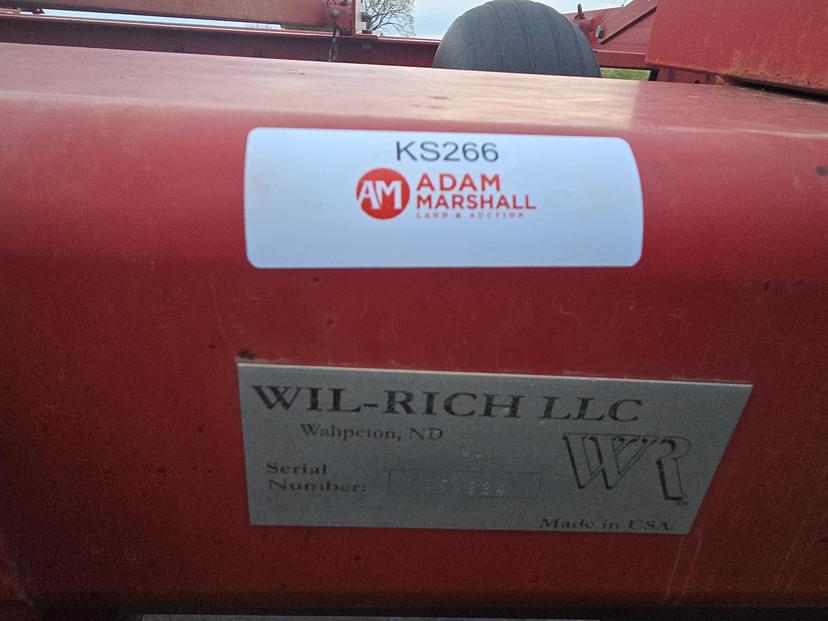 KS266
AM ADAM
MARSHALL
LAND & AUCTION
WIL-RICH LLC
Wahpeton, ND
WR
Serial
Number:
Made in USA